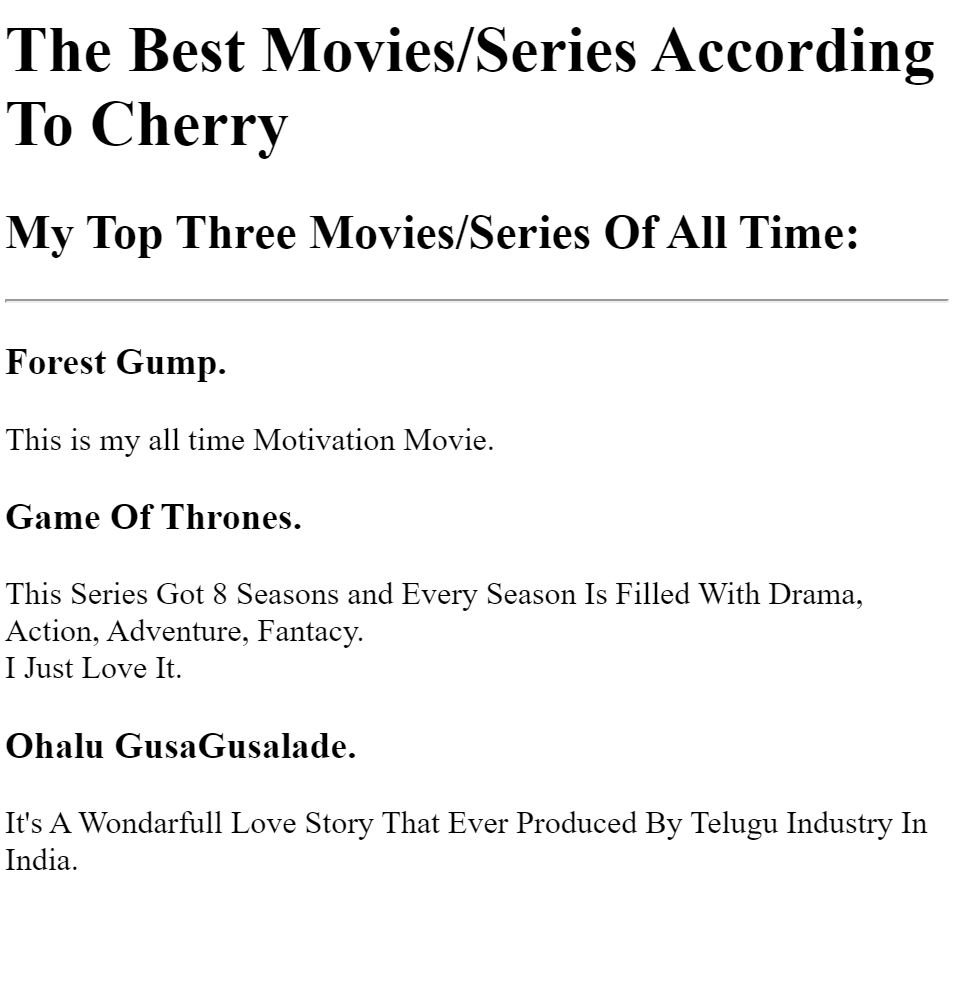 The Best Movies/Series According
To Cherry
My Top Three Movies/Series Of All Time:
Forest Gump.
This is my all time Motivation Movie.
Game Of Thrones.
This Series Got 8 Seasons and Every Season Is Filled With Drama,
Action, Adventure, Fantacy.
I Just Love It.
Ohalu GusaGusalade.
It's A Wondarfull Love Story That Ever Produced By Telugu Industry In
India.